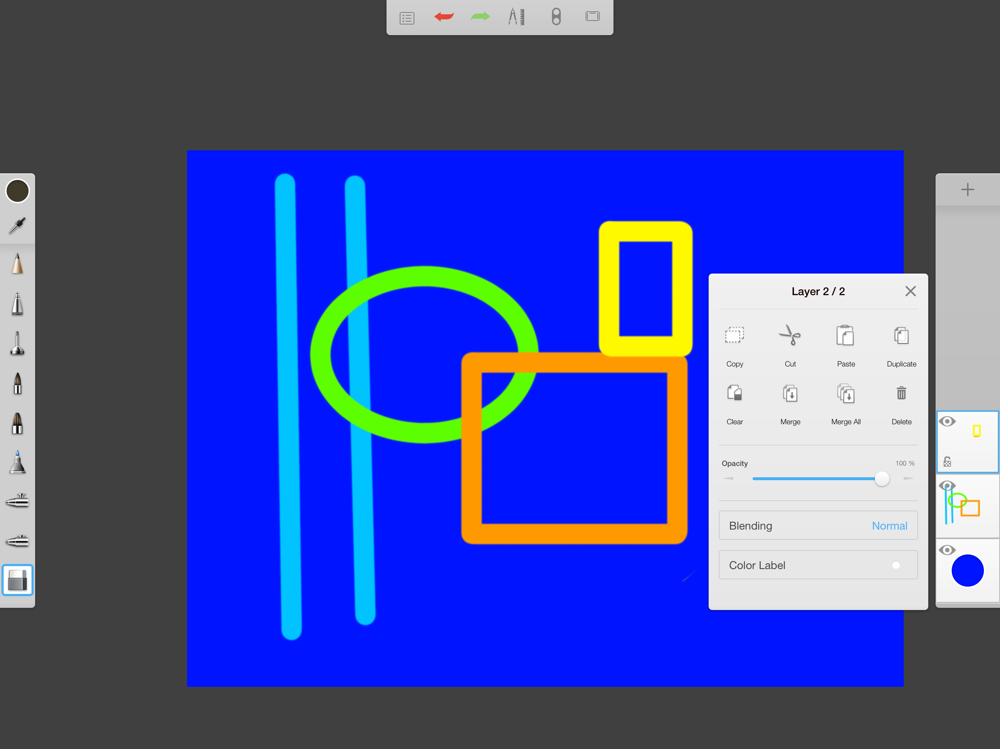 Layer 2 / 2
Copy Cut Paste Duplicate
Clear Merge Merge All Delete
Opacity 100 %
Blending Normal
Color Label